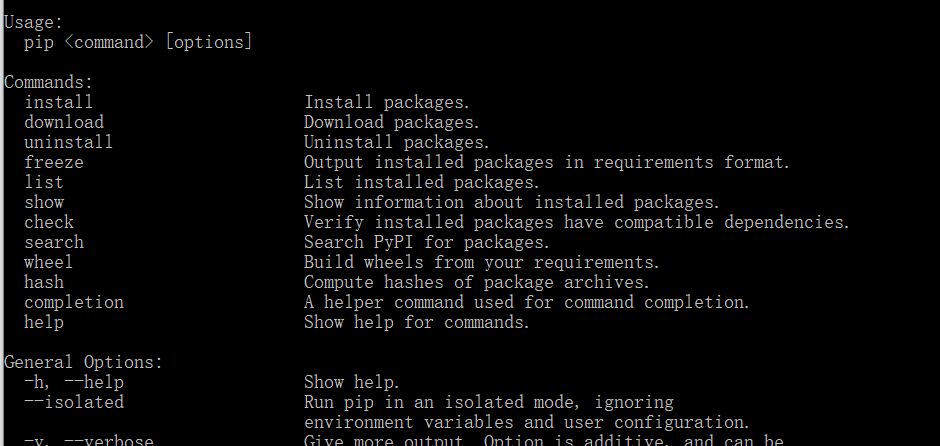 Usage:
pip <command> [options]
Commands:
install Install packages.
download Download packages.
uninstall Uninstall packages.
freeze Output installed packages in requirements format.
list List installed packages.
show Show information about installed packages.
check Verify installed packages have compatible dependencies.
search Search PyPI for packages.
wheel Build wheels from your requirements.
hash Compute hashes of package archives.
completion A helper command used for command completion.
help Show help for commands.
General Options:
-h, --help Show help.
--isolated Run pip in an isolated mode, ignoring
environment variables and user configuration.
-v, --verbose Give more output. Option is additive, and can be